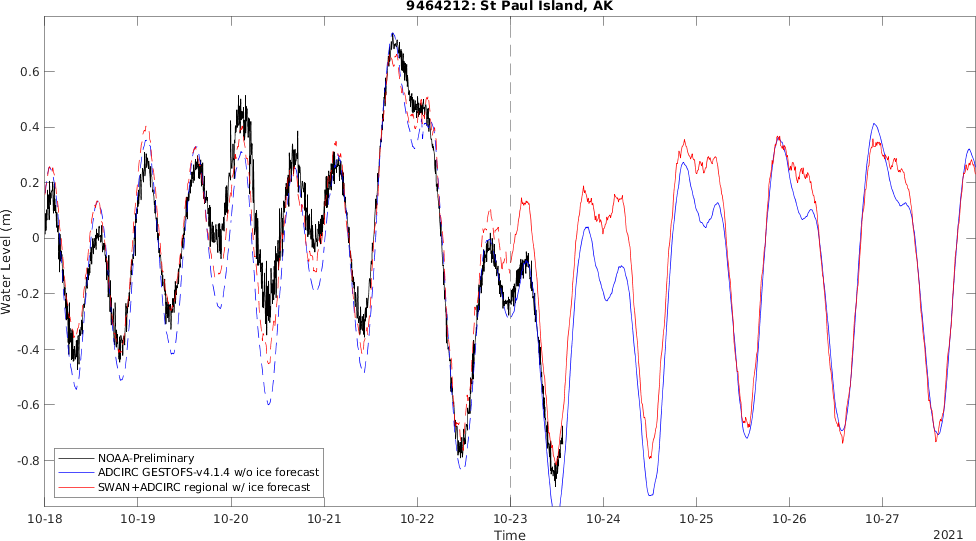 9464212: St Paul Island, AK
Water Level (m)
0.6
0.4
0.2
0
-0.2
-0.4
-0.6
-0.8
NOAA-Preliminary
ADCIRC GESTOFS-v4.1.4 w/o ice forecast
SWAN+ADCIRC regional w/ ice forecast
10-18 10-19 10-20 10-21 10-22 10-23 10-24 10-25 10-26 10-27
Time
2021